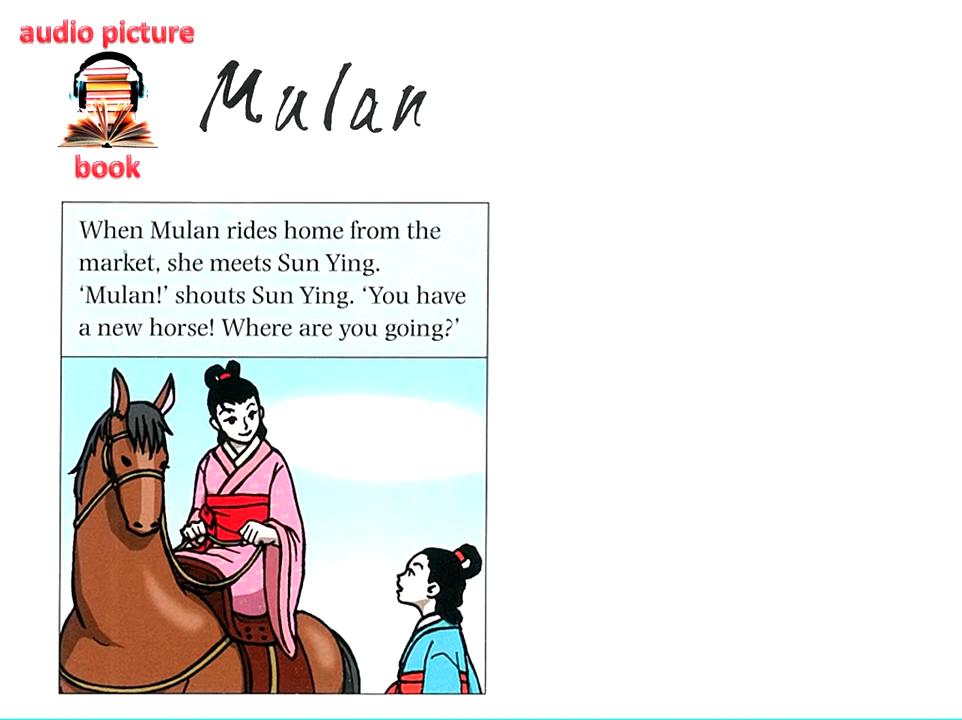 audio picture
book
Mulan
When Mulan rides home from the
market, she meets Sun Ying.
‘Mulan!’ shouts Sun Ying. ‘You have
a new horse! Where are you going?’